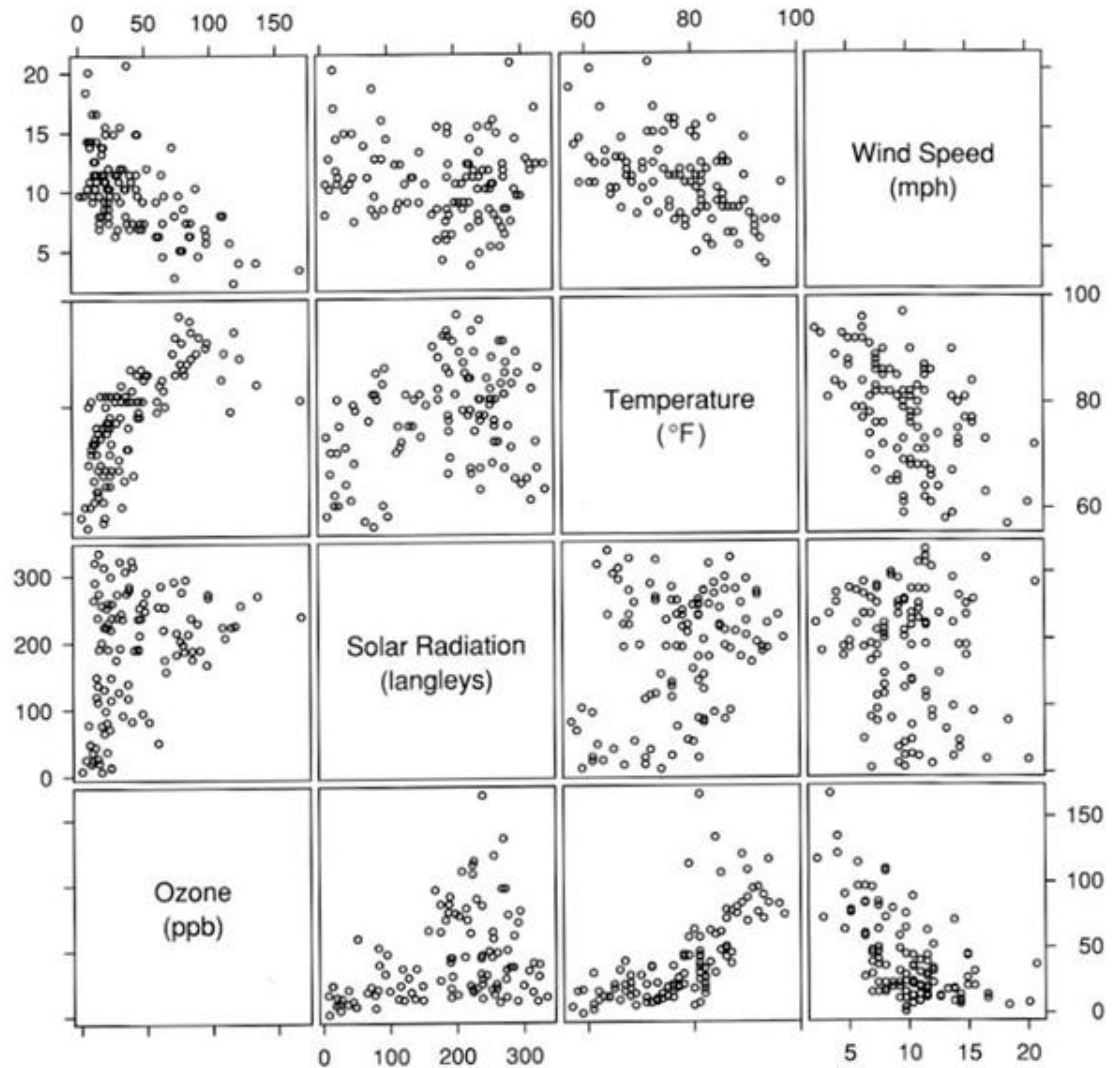 0 50 100 150
60 80 100
20
15
10
5
Wind Speed
(mph)
100
80
60
Temperature
(°F)
300
200
100
0
Solar Radiation
(langleys)
150
100
50
0
Ozone
(ppb)
0 100 200 300
5 10 15 20